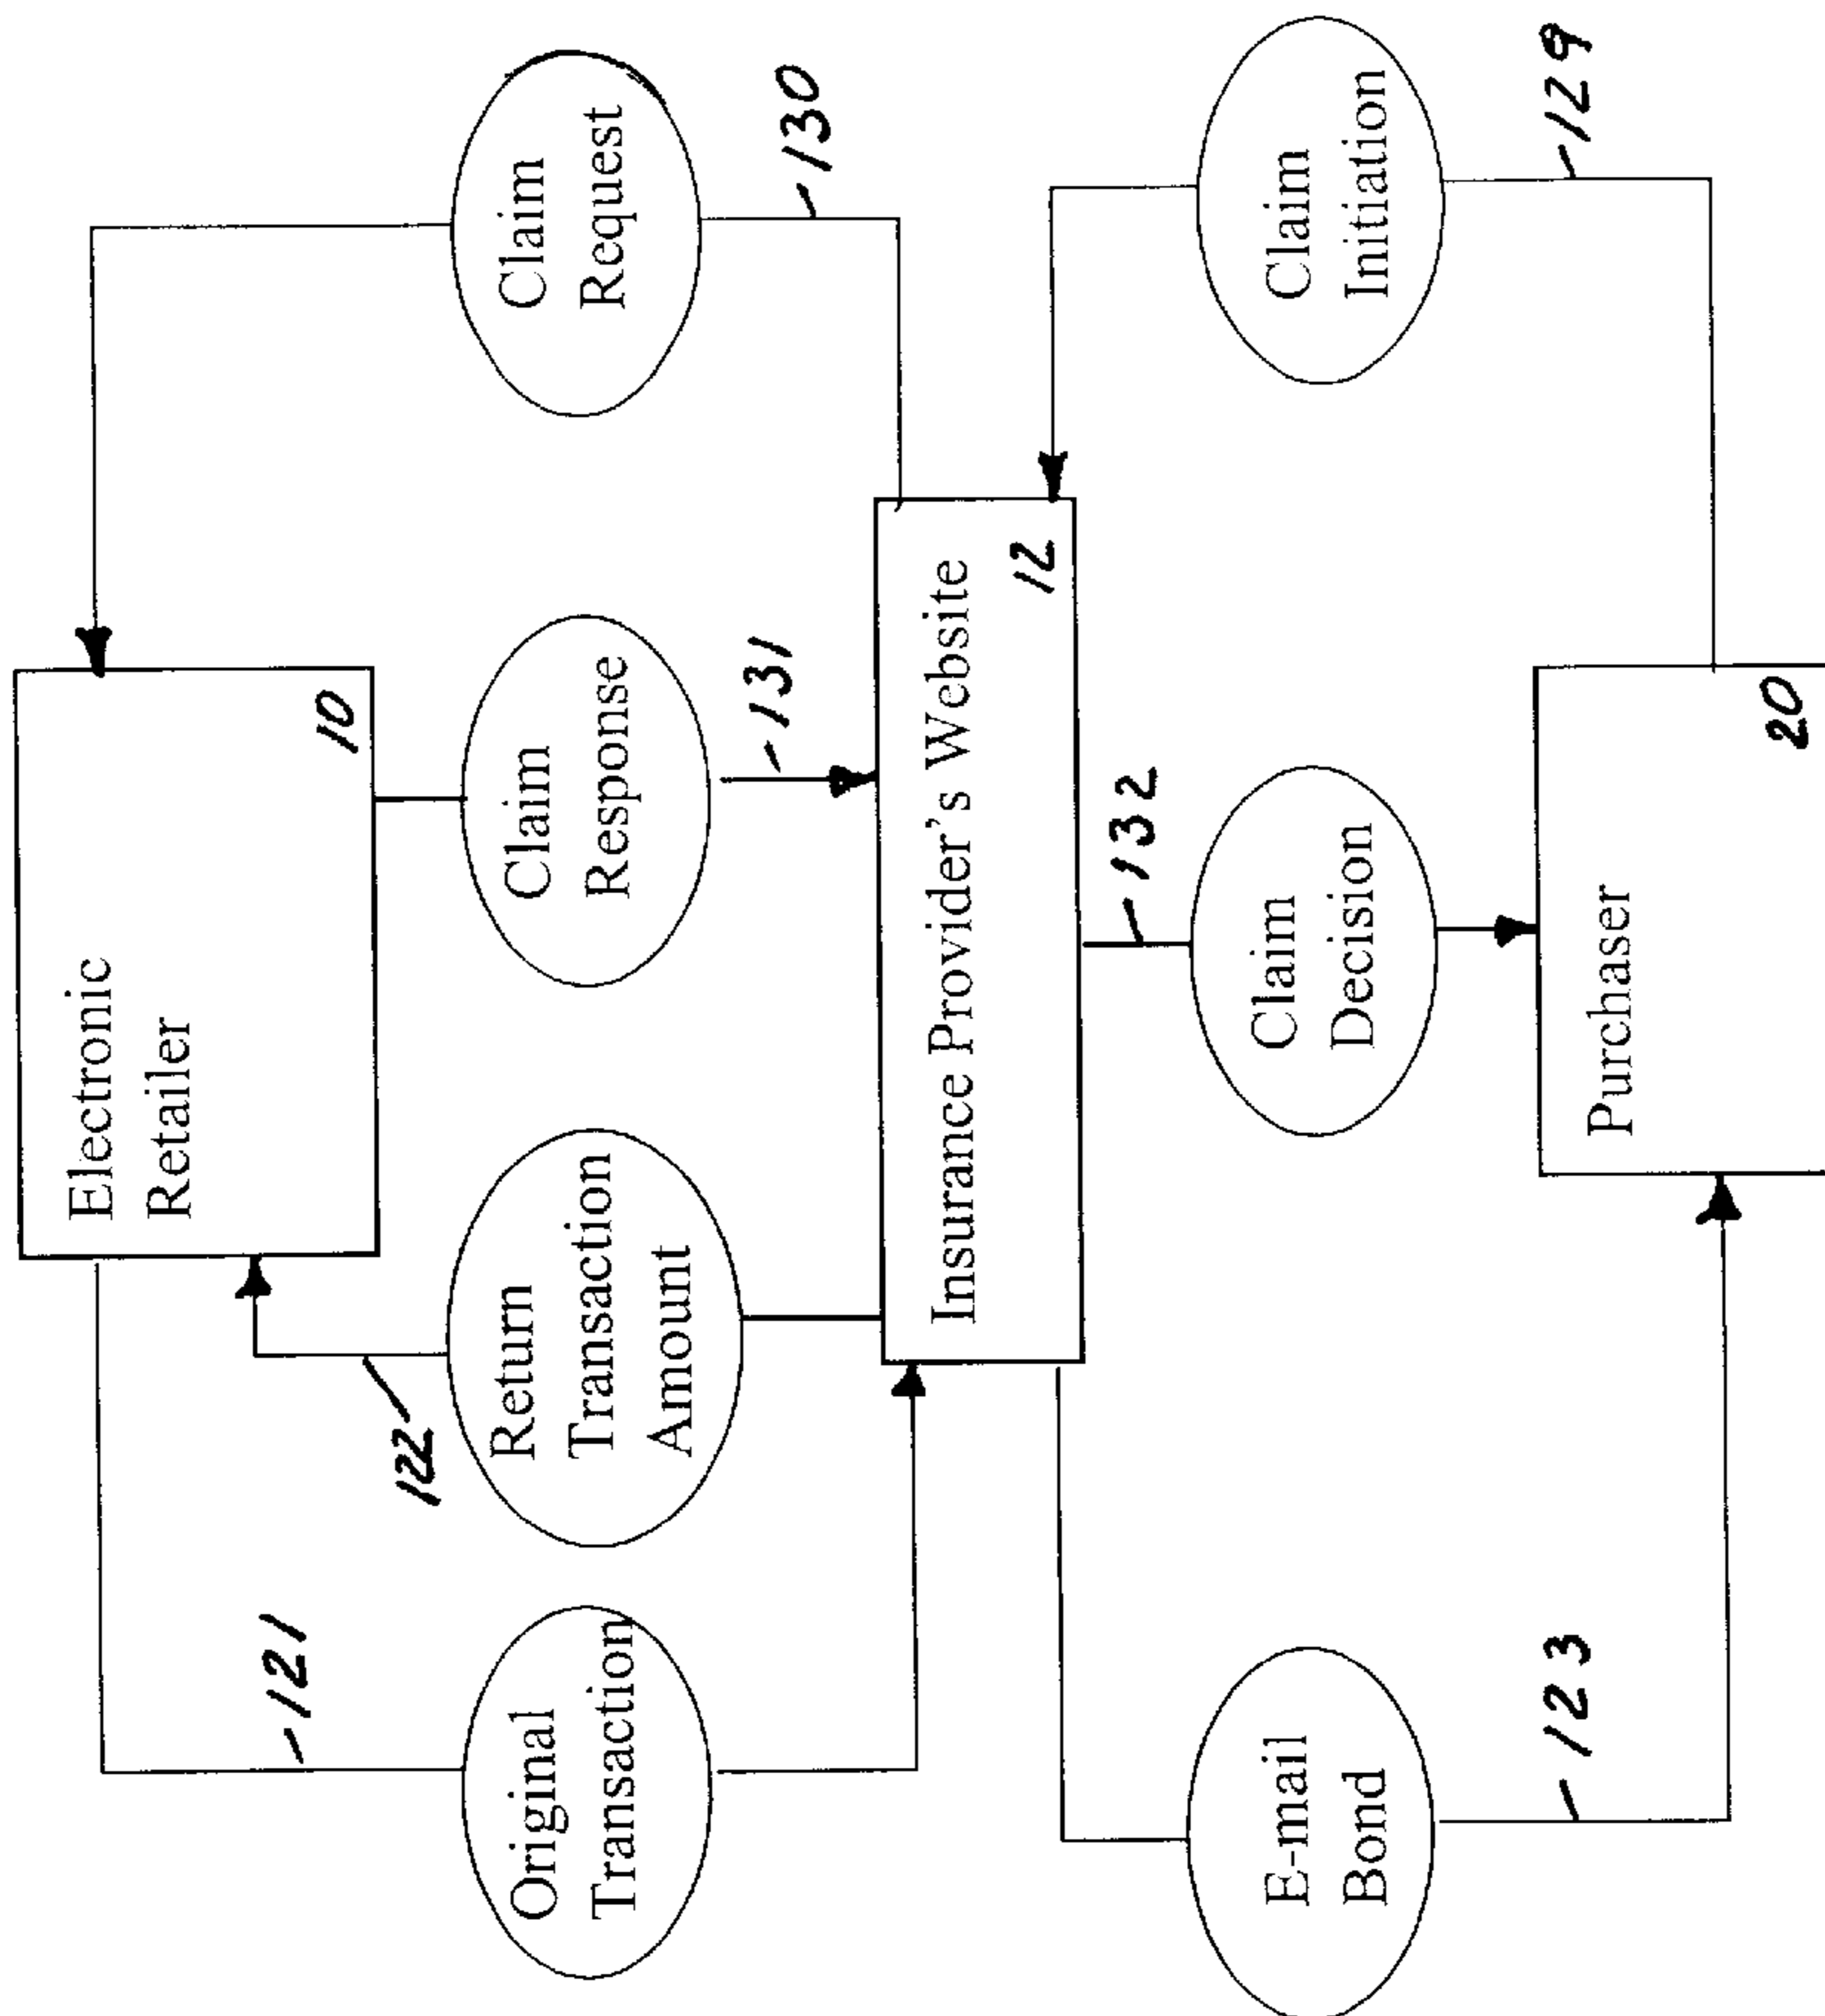 Electronic
Retailer
10
121
122
Original
Transaction
Return
Transaction
Amount
Claim
Response
131
Claim
Request
130
Insurance Provider's Website
12
132
E-mail
Bond
123
Claim
Decision
Claim
Initiation
129
Purchaser
20